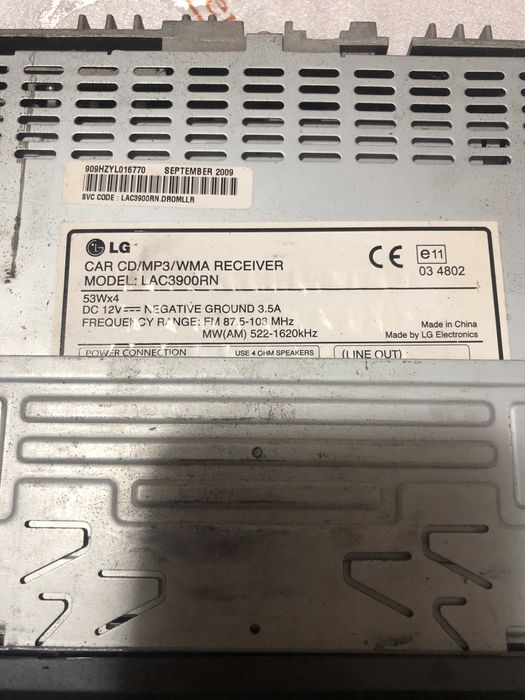 909HZYL016770 SEPTEMBER 2009
SVC CODE : LAC3900RN.DROMLLR
LG
CAR CD/MP3/WMA RECEIVER
MODEL: LAC3900RN
53Wx4
DC 12V⎓ NEGATIVE GROUND 3.5A
FREQUENCY RANGE: FM 87.5-108 MHz
MW(AM) 522-1620kHz
CE e11
03 4802
Made in China
Made by LG Electronics
POWER CONNECTION USE 4 OHM SPEAKERS (LINE OUT)